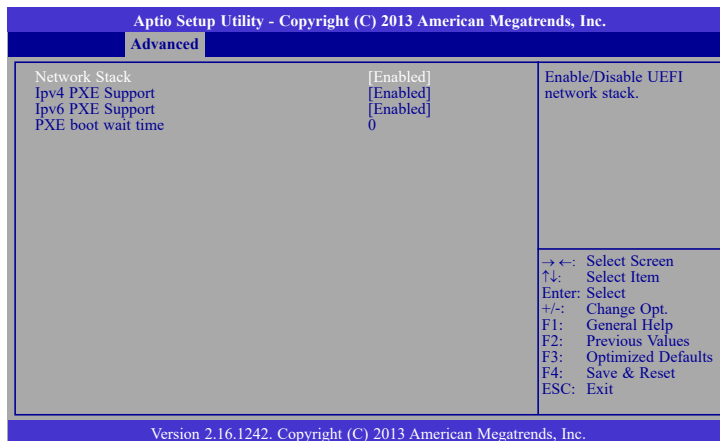 Aptio Setup Utility - Copyright (C) 2013 American Megatrends, Inc.
Advanced
Network Stack [Enabled]
Ipv4 PXE Support [Enabled]
Ipv6 PXE Support [Enabled]
PXE boot wait time 0
Enable/Disable UEFI
network stack.
→ ←: Select Screen
↑↓: Select Item
Enter: Select
+/-: Change Opt.
F1: General Help
F2: Previous Values
F3: Optimized Defaults
F4: Save & Reset
ESC: Exit
Version 2.16.1242. Copyright (C) 2013 American Megatrends, Inc.